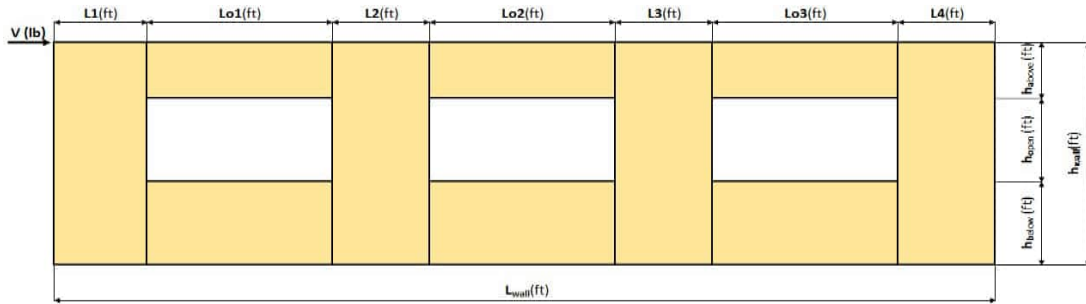 L1(ft) Lo1(ft) L2(ft) Lo2(ft) L3(ft) Lo3(ft) L4(ft)
V (lb)
habove(ft)
hopen(ft)
hwall(ft)
hbelow(ft)
Lwall(ft)